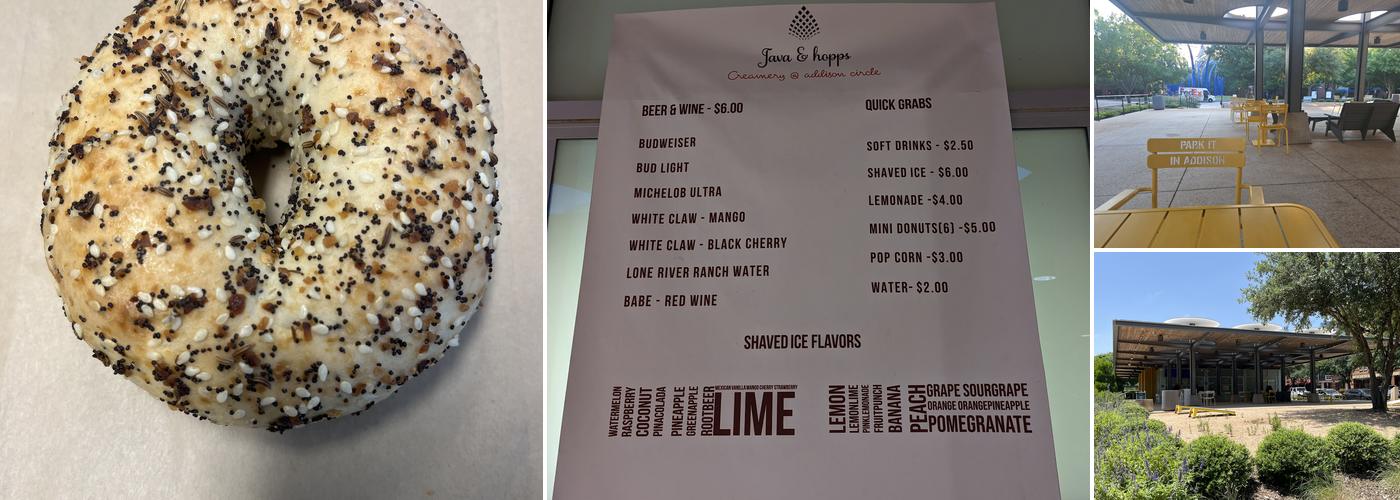 Java & hopps
Creamery @ addison circle
BEER & WINE - $6.00
BUDWEISER
BUD LIGHT
MICHELOB ULTRA
WHITE CLAW - MANGO
WHITE CLAW - BLACK CHERRY
LONE RIVER RANCH WATER
BABE - RED WINE
QUICK GRABS
SOFT DRINKS - $2.50
SHAVED ICE - $6.00
LEMONADE -$4.00
MINI DONUTS(6) -$5.00
POP CORN -$3.00
WATER- $2.00
SHAVED ICE FLAVORS
WATERMELON
RASPBERRY
COCONUT
PINACOLADA
PINEAPPLE
GREENAPPLE
ROOTBEER
MEXICAN VANILLA MANGO CHERRY STRAWBERRY
LIME
LEMON
LEMONLIME
PINKLEMONADE
FRUITPUNCH
BANANA
PEACH
GRAPE SOURGRAPE
ORANGE ORANGEPINEAPPLE
POMEGRANATE
PARK IT
IN ADDISON